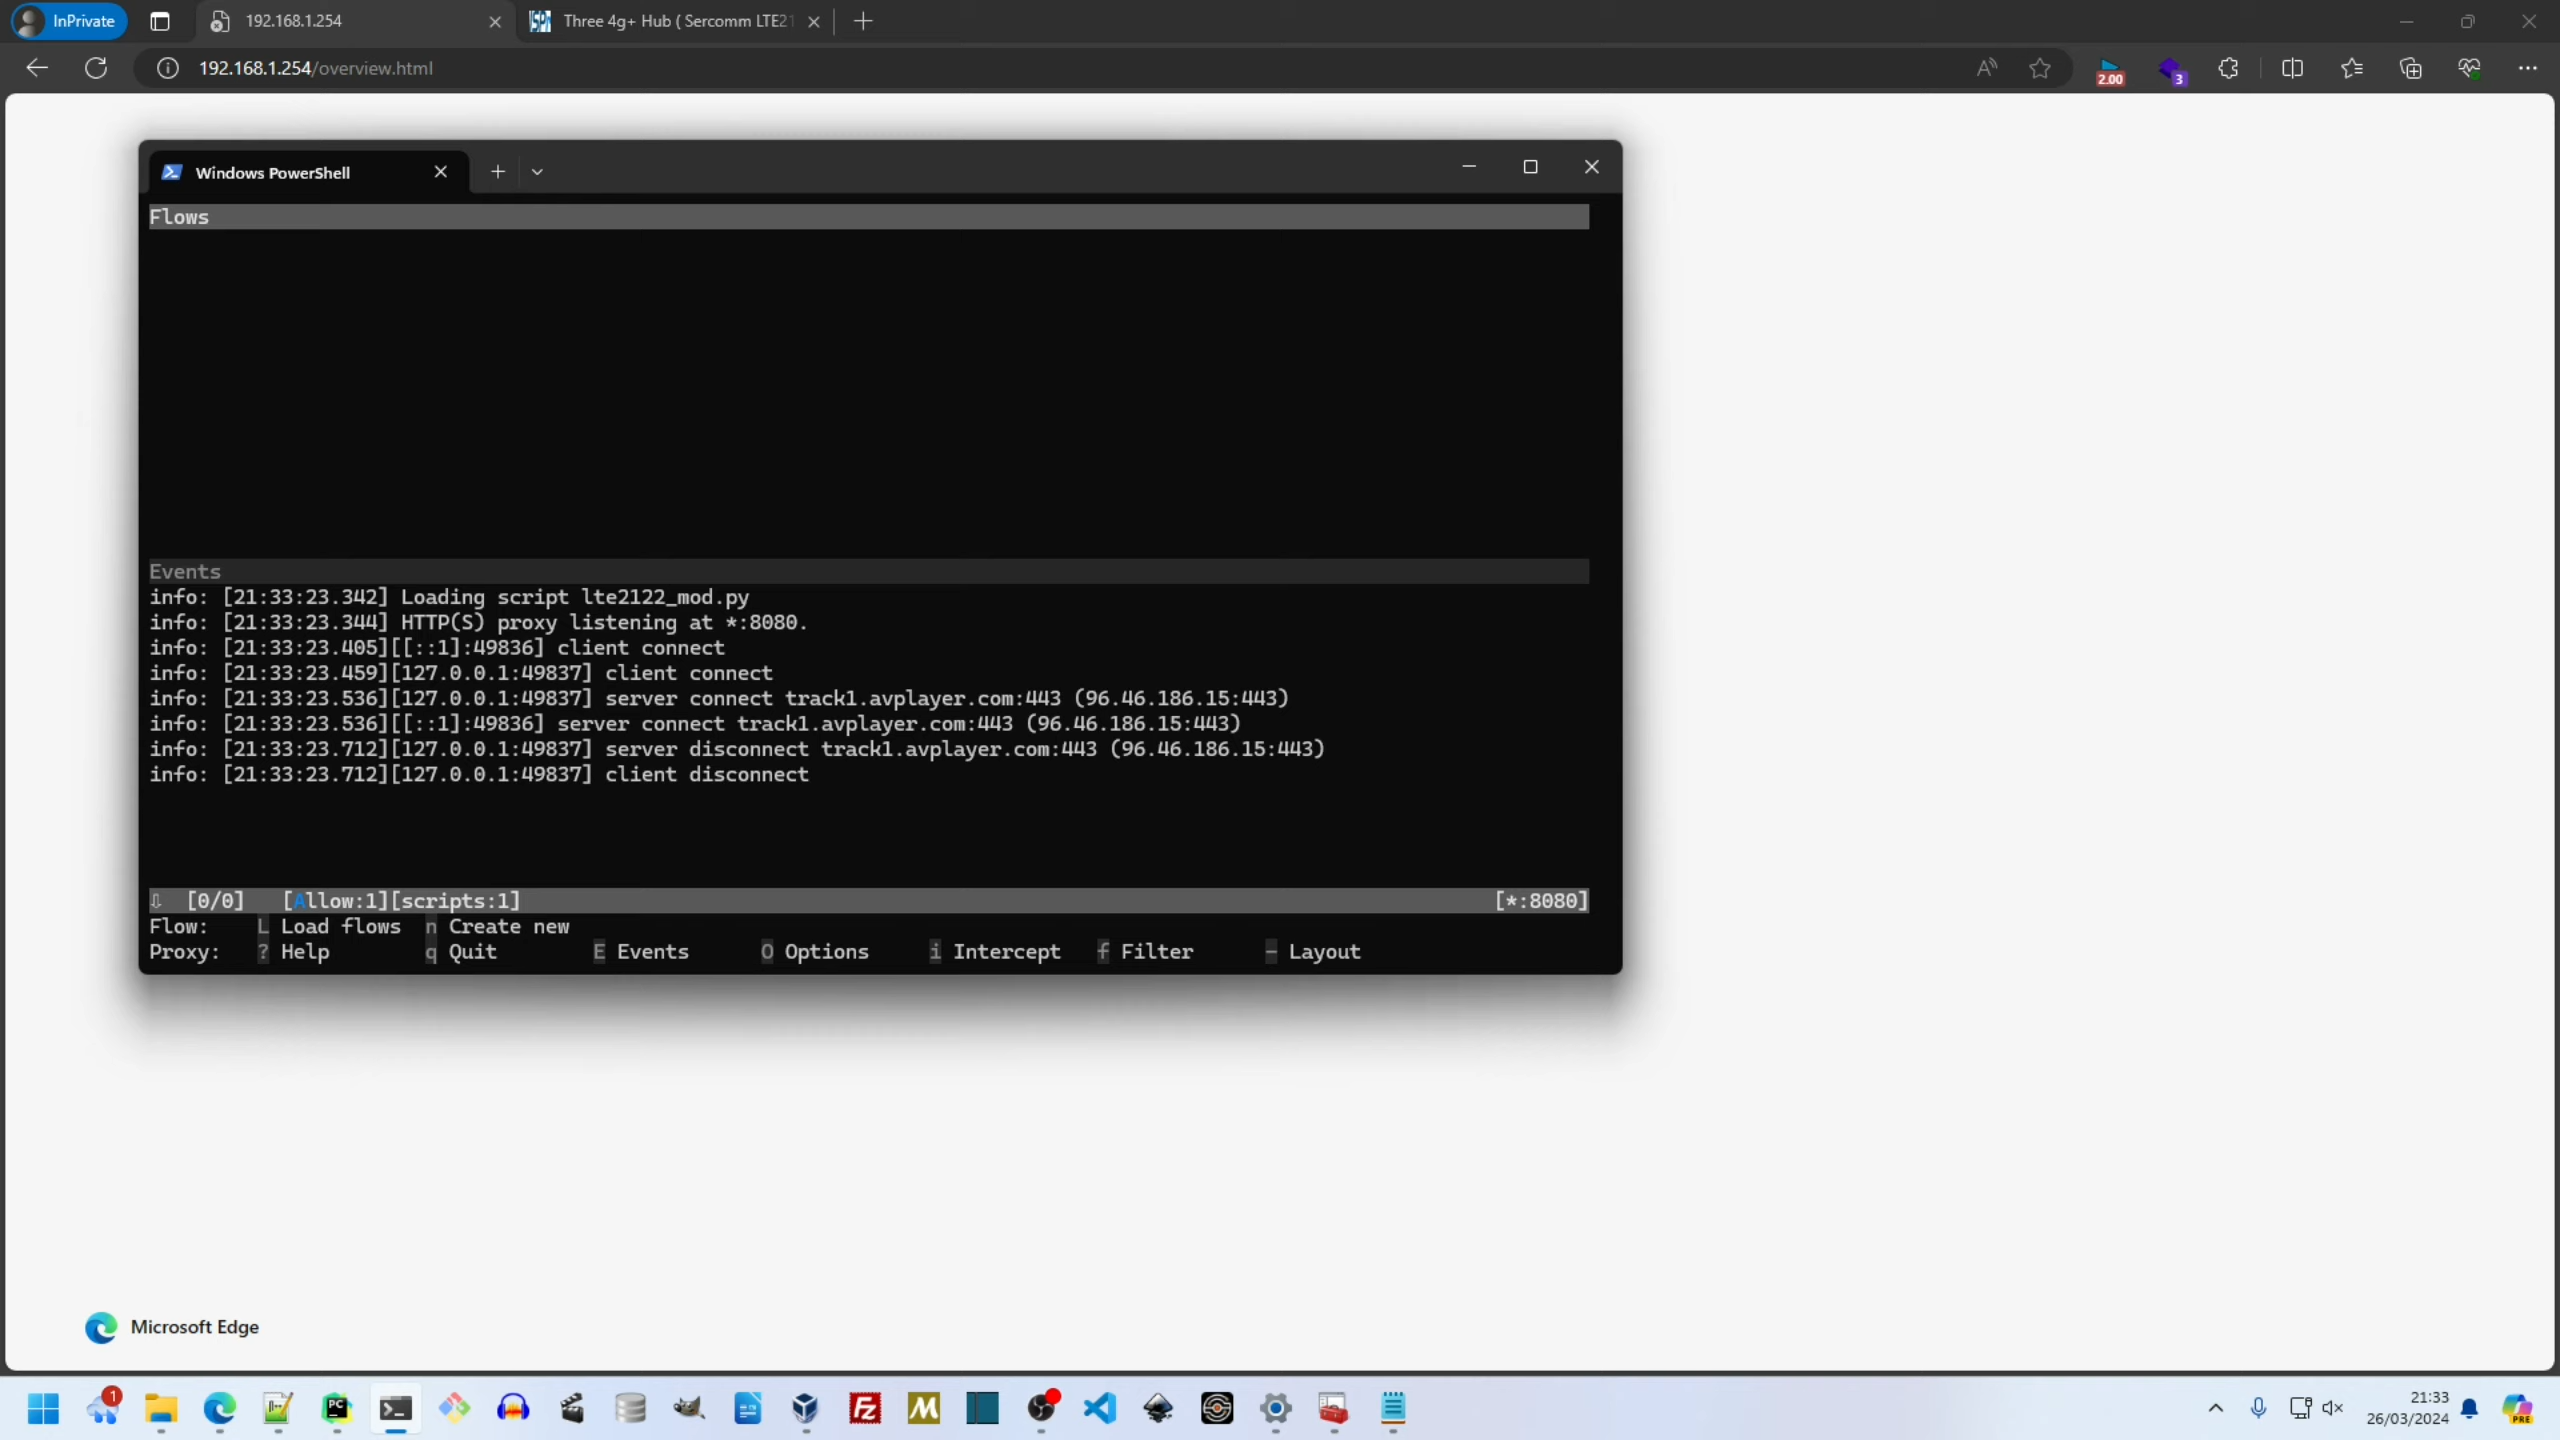 InPrivate
192.168.1.254
Three 4g+ Hub ( Sercomm LTE21
192.168.1.254/overview.html
2.00
3
Windows PowerShell
Flows
Events
info: [21:33:23.342] Loading script lte2122_mod.py
info: [21:33:23.344] HTTP(S) proxy listening at *:8080.
info: [21:33:23.405][[::1]:49836] client connect
info: [21:33:23.459][127.0.0.1:49837] client connect
info: [21:33:23.536][127.0.0.1:49837] server connect track1.avplayer.com:443 (96.46.186.15:443)
info: [21:33:23.536][[::1]:49836] server connect track1.avplayer.com:443 (96.46.186.15:443)
info: [21:33:23.712][127.0.0.1:49837] server disconnect track1.avplayer.com:443 (96.46.186.15:443)
info: [21:33:23.712][127.0.0.1:49837] client disconnect
⇩ [0/0] [Allow:1][scripts:1] [*:8080]
Flow: L Load flows n Create new
Proxy: ? Help q Quit E Events O Options i Intercept f Filter - Layout
Microsoft Edge
1
PC
Fz
M
21:33
26/03/2024
PRE